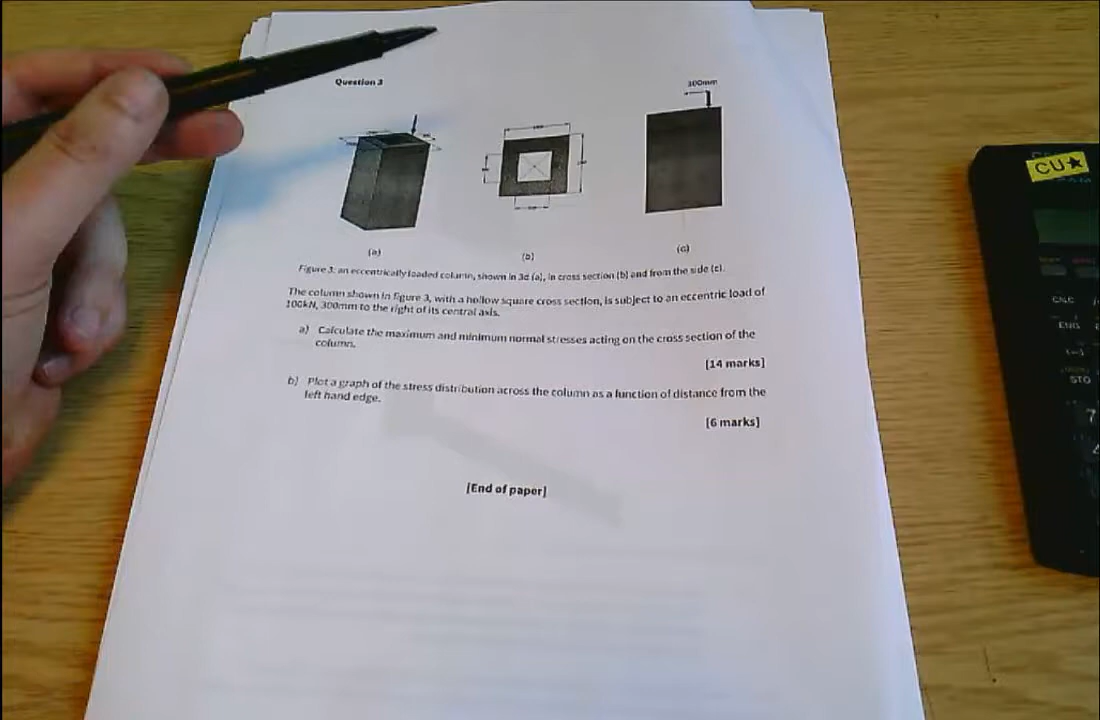 Question 3
300mm
(a)
(b)
(c)
Figure 3: an eccentrically loaded column, shown in 3d (a), in cross section (b) and from the side (c).
The column shown in figure 3, with a hollow square cross section, is subject to an eccentric load of
100kN, 300mm to the right of its central axis.
a) Calculate the maximum and minimum normal stresses acting on the cross section of the
column.
[14 marks]
b) Plot a graph of the stress distribution across the column as a function of distance from the
left hand edge.
[6 marks]
[End of paper]
CU★
CNC
ENG
(−)
STO
7